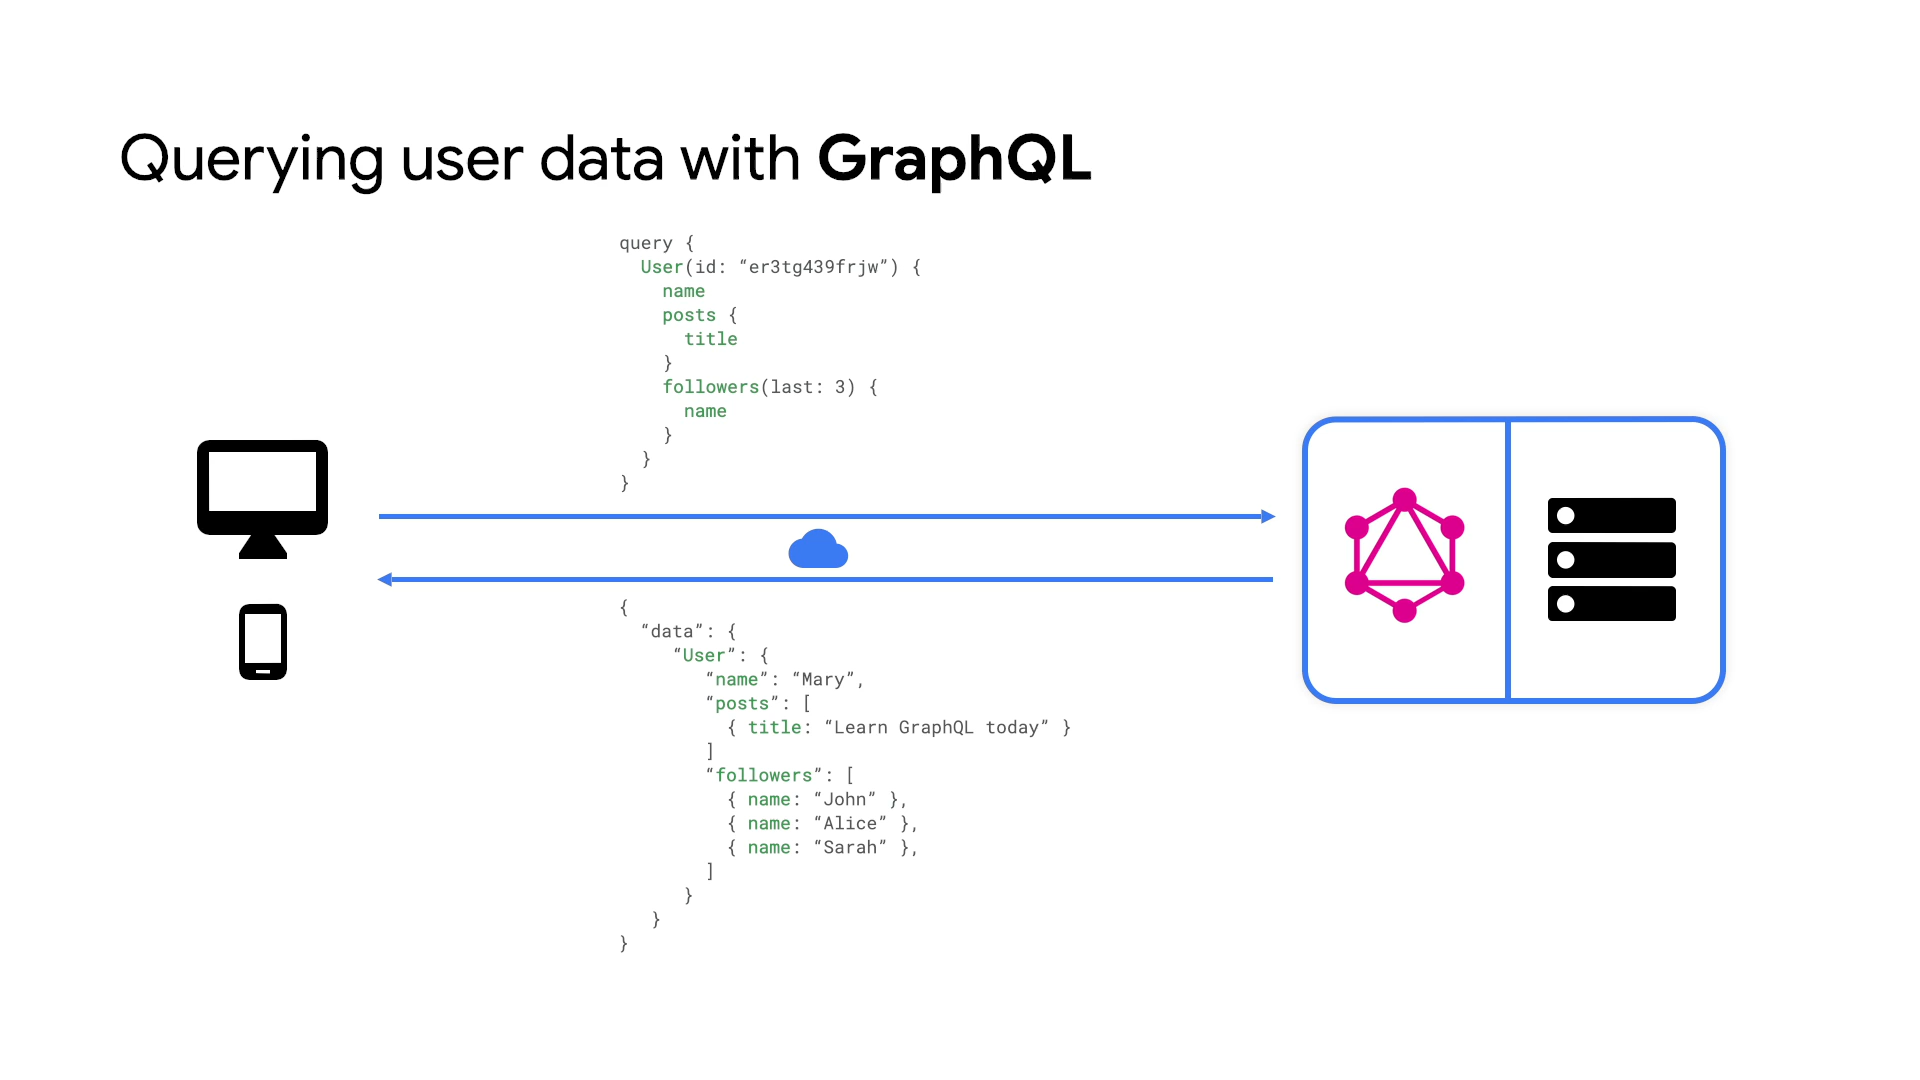 Querying user data with GraphQL
query {
  User(id: “er3tg439frjw”) {
    name
    posts {
      title
    }
    followers(last: 3) {
      name
    }
  }
}
{
  “data”: {
     “User”: {
        “name”: “Mary”,
        “posts”: [
          { title: “Learn GraphQL today” }
        ]
        “followers”: [
          { name: “John” },
          { name: “Alice” },
          { name: “Sarah” },
        ]
      }
   }
}